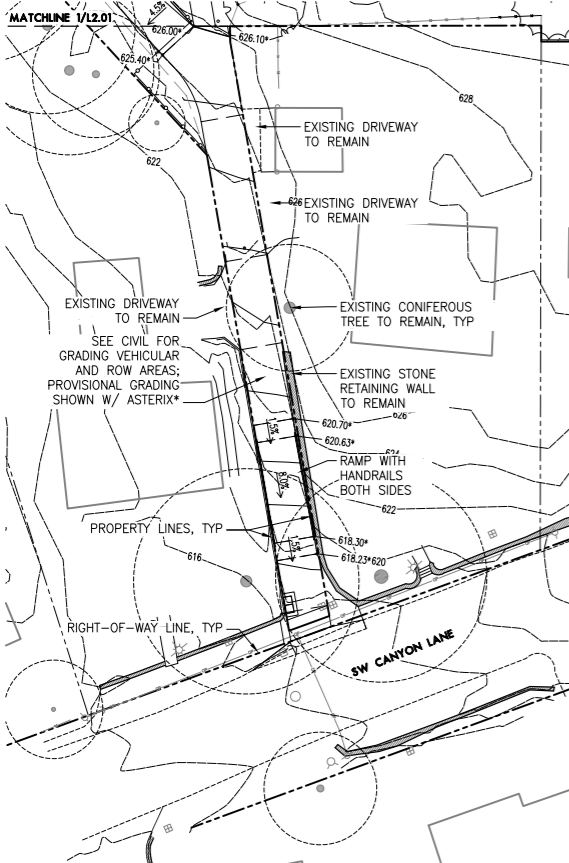 MATCHLINE 1/L2.01
4.5%
626.00*
626.10*
625.40*
628
EXISTING DRIVEWAY
TO REMAIN
622
626
EXISTING DRIVEWAY
TO REMAIN
EXISTING DRIVEWAY
TO REMAIN
EXISTING CONIFEROUS
TREE TO REMAIN, TYP
SEE CIVIL FOR
GRADING VEHICULAR
AND ROW AREAS;
PROVISIONAL GRADING
SHOWN W/ ASTERIX*
EXISTING STONE
RETAINING WALL
TO REMAIN
626
620.70*
1.5%
620.63*
624
RAMP WITH
HANDRAILS
BOTH SIDES
8.0%
622
PROPERTY LINES, TYP
618.30*
1.5%
616
618.23*
620
RIGHT-OF-WAY LINE, TYP
SW CANYON LANE